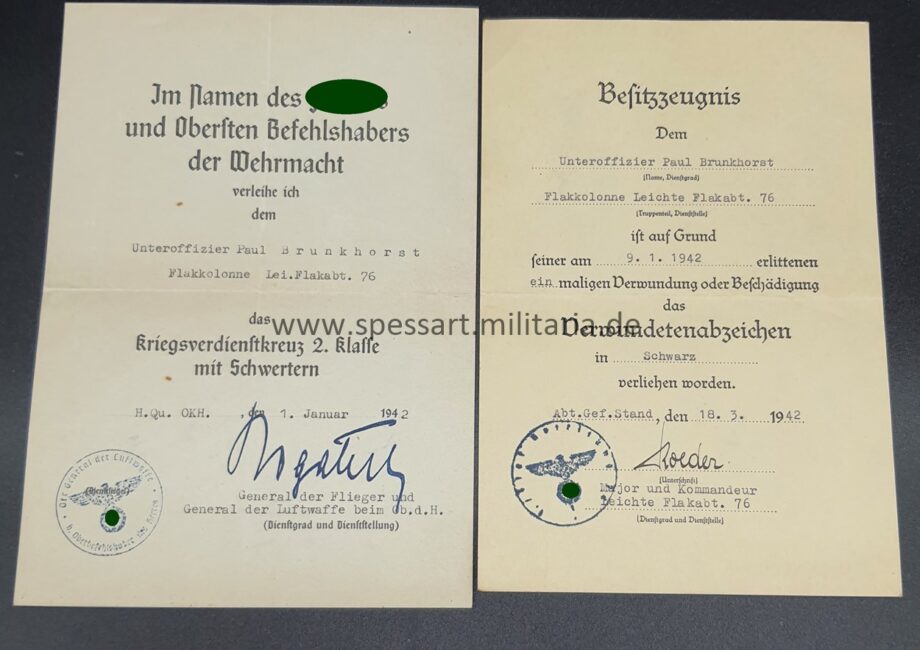 Im Namen des
und Obersten Befehlshabers
der Wehrmacht
verleihe ich
dem
Unteroffizier Paul Brunkhorst
Flakkolonne Lei.Flakabt. 76
das
Kriegsverdienstkreuz 2. Klasse
mit Schwertern
H.Qu. OKH. , den 1. Januar 1942
General der Flieger und
General der Luftwaffe beim Ob.d.H.
(Dienstgrad und Dienststellung)
Der General der Luftwaffe
Besitzzeugnis
Dem
Unteroffizier Paul Brunkhorst
(Name, Dienstgrad)
Flakkolonne Leichte Flakabt. 76
(Truppenteil, Dienststelle)
ist auf Grund
seiner am 9. 1. 1942 erlittenen
ein maligen Verwundung oder Beschädigung
das
Verwundetenabzeichen
in Schwarz
verliehen worden.
Abt.Gef.Stand, den 18. 3. 1942
Roeder
(Unterschrift)
Major und Kommandeur
Leichte Flakabt. 76
(Dienstgrad und Dienststelle)
www.spessart.militaria.de